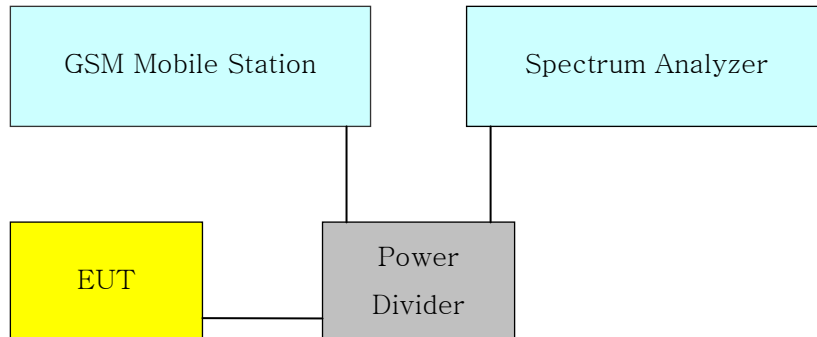 GSM Mobile Station
Spectrum Analyzer
EUT
Power
Divider